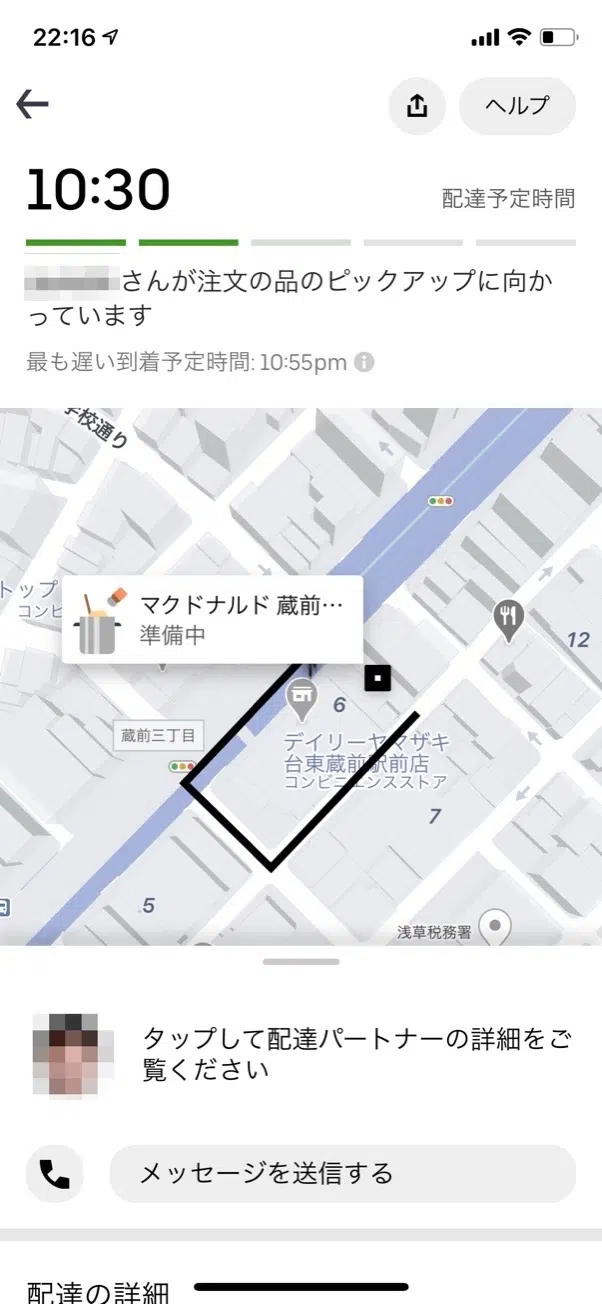 22:16
ヘルプ
10:30
配達予定時間
さんが注文の品のピックアップに向か
っています
最も遅い到着予定時間: 10:55pm
学校通り
トップ
コンビ
マクドナルド 蔵前…
準備中
12
6
蔵前三丁目
デイリーヤマザキ
台東蔵前駅前店
コンビニエンスストア
7
5
浅草税務署
タップして配達パートナーの詳細をご
覧ください
メッセージを送信する
配達の詳細